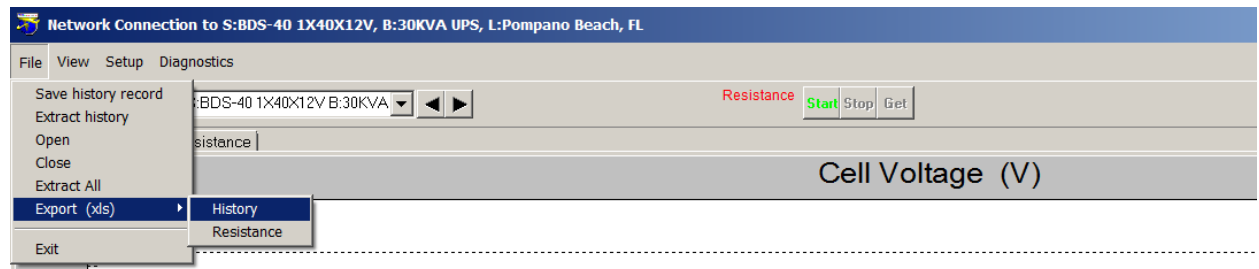 Network Connection to S:BDS-40 1X40X12V, B:30KVA UPS, L:Pompano Beach, FL
File View Setup Diagnostics
Save history record
:BDS-40 1X40X12V B:30KVA
Resistance
Start Stop Get
Extract history
Open
sistance
Close
Cell Voltage (V)
Extract All
Export (xls)
History
Resistance
Exit